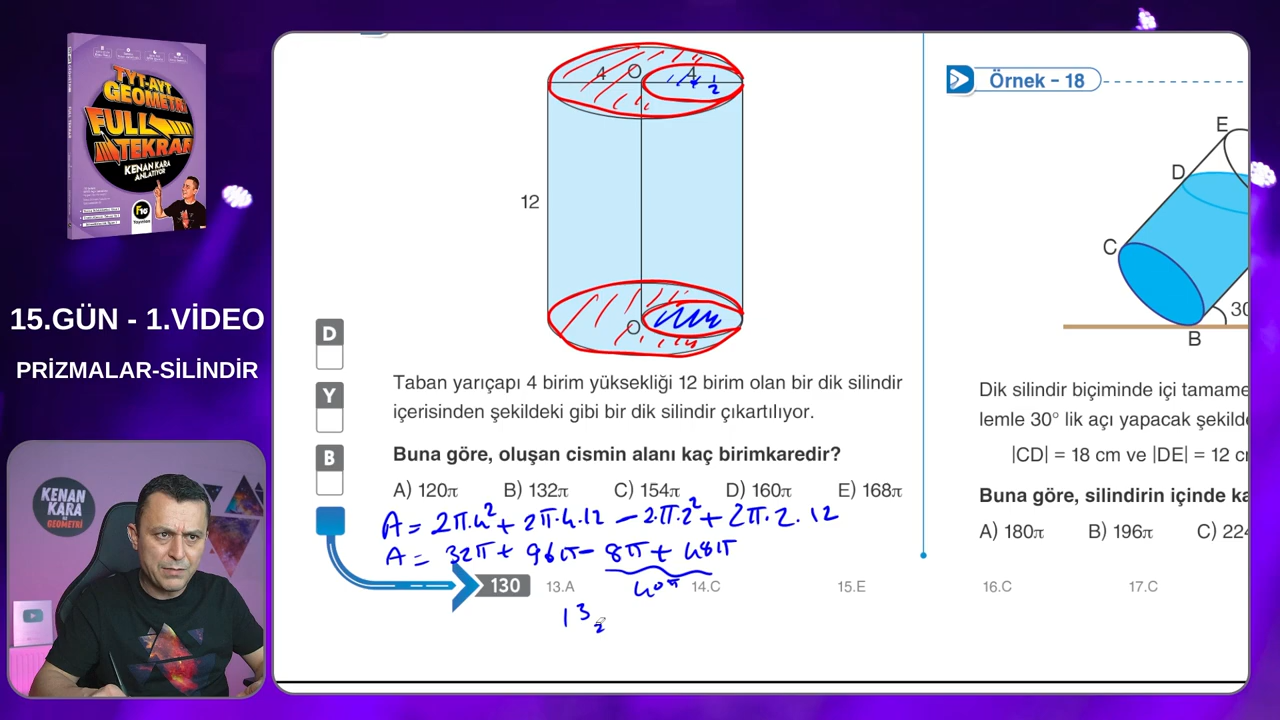 TYT-AYT
GEOMETRİ
FULL
TEKRAR
KENAN KARA
ANLATIYOR
15.GÜN - 1.VİDEO
PRİZMALAR-SİLİNDİR
KENAN
KARA
GEOMETRİ
D
Y
B
4 O 4 2
12
O
Taban yarıçapı 4 birim yüksekliği 12 birim olan bir dik silindir
içerisinden şekildeki gibi bir dik silindir çıkartılıyor.
Buna göre, oluşan cismin alanı kaç birimkaredir?
A) 120π B) 132π C) 154π D) 160π E) 168π
A = 2π.4² + 2π.4.12 - 2.π.2² + 2π.2.12
A = 32π + 96π - 8π + 48π
40π
132
130 13.A 14.C 15.E 16.C 17.C
Örnek - 18
E
D
C
30
B
Dik silindir biçiminde içi tamame
lemle 30° lik açı yapacak şekilde
|CD| = 18 cm ve |DE| = 12 cr
Buna göre, silindirin içinde ka
A) 180π B) 196π C) 224